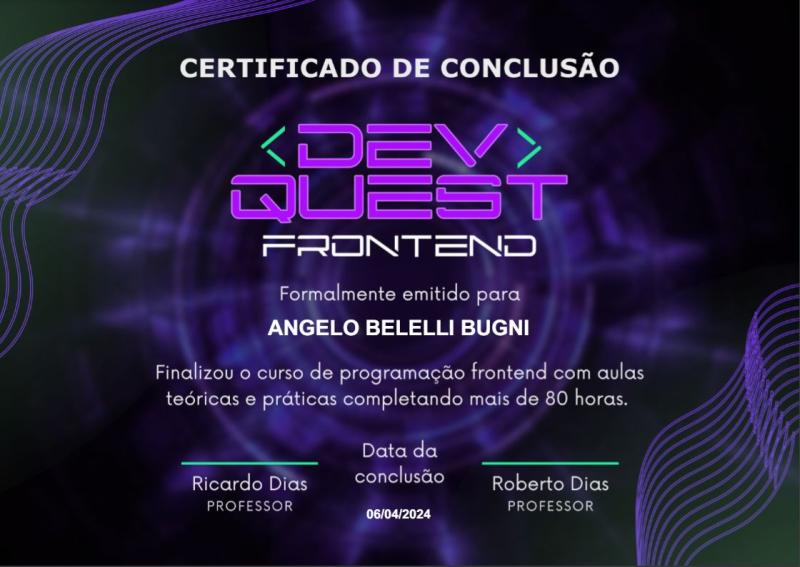 CERTIFICADO DE CONCLUSÃO
<DEV>
QUEST
FRONTEND
Formalmente emitido para
ANGELO BELELLI BUGNI
Finalizou o curso de programação frontend com aulas
teóricas e práticas completando mais de 80 horas.
Data da
conclusão
06/04/2024
Ricardo Dias
PROFESSOR
Roberto Dias
PROFESSOR